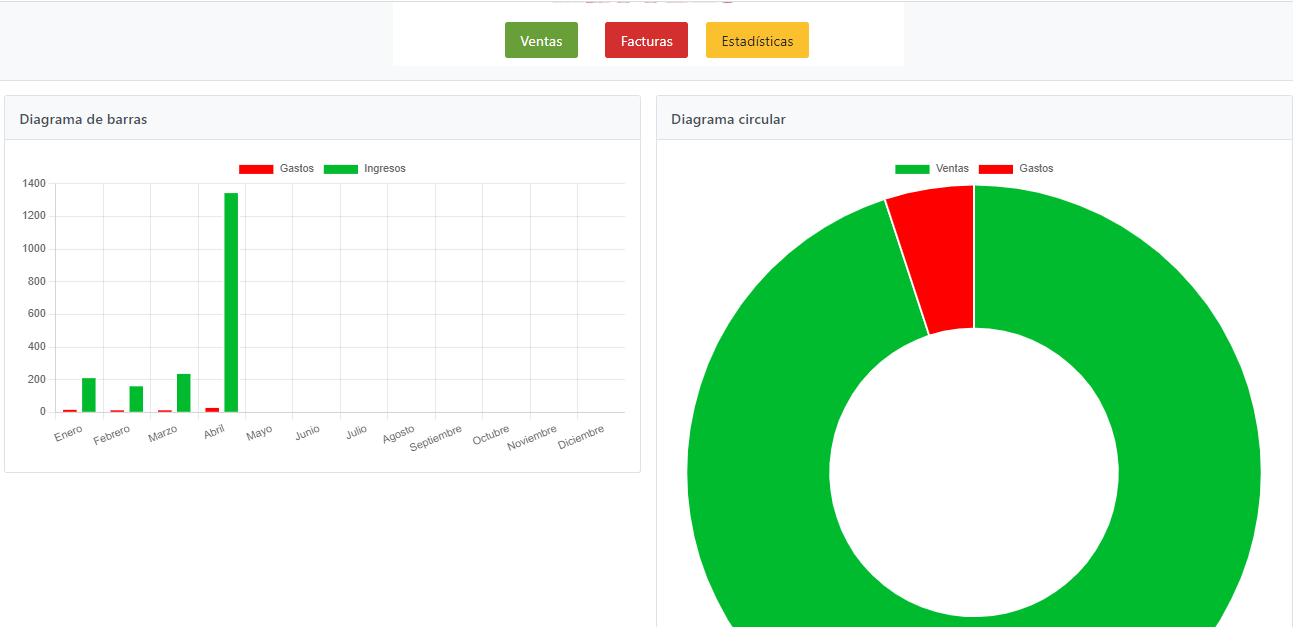 Ventas Facturas Estadísticas
Diagrama de barras
Gastos Ingresos
1400
1200
1000
800
600
400
200
0
Enero Febrero Marzo Abril Mayo Junio Julio Agosto Septiembre Octubre Noviembre Diciembre
Diagrama circular
Ventas Gastos